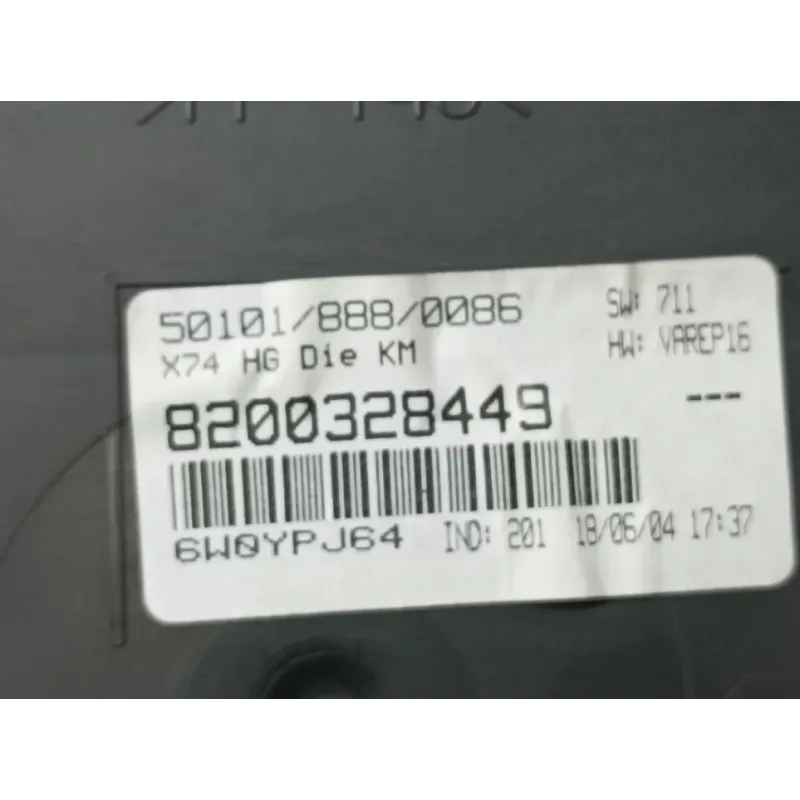 50101/888/0086 SW: 711
X74 HG Die KM HW: VAREP16
8200328449 ---
6W0YPJ64 IND: 201 18/06/04 17:37